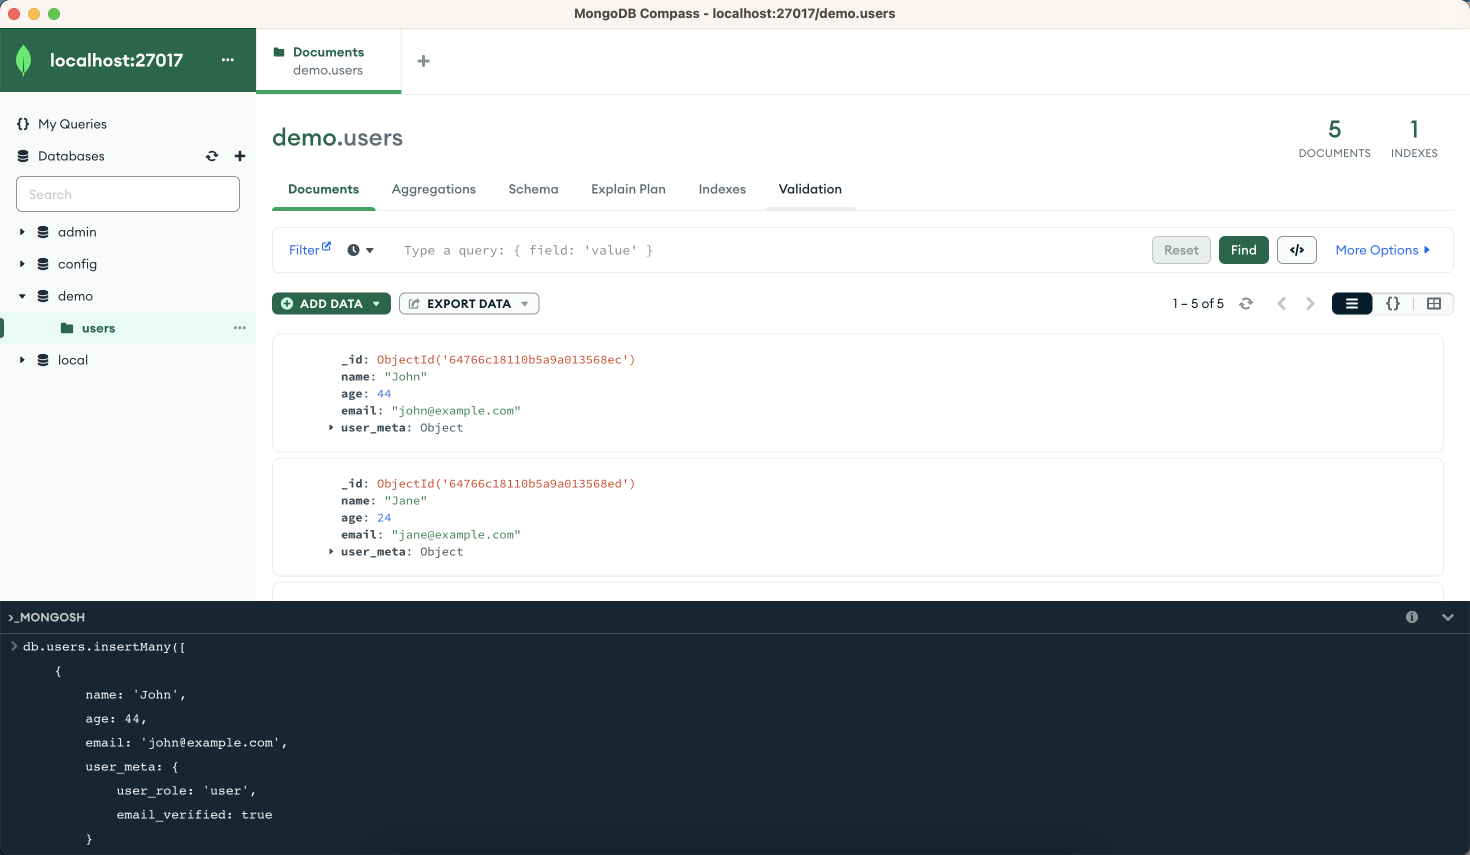 MongoDB Compass - localhost:27017/demo.users
localhost:27017
Documents
demo.users
My Queries
Databases
Search
admin
config
demo
users
local
demo.users
5
DOCUMENTS
1
INDEXES
Documents Aggregations Schema Explain Plan Indexes Validation
Filter Type a query: { field: 'value' } Reset Find </> More Options
ADD DATA EXPORT DATA 1 – 5 of 5 {}
_id: ObjectId('64766c18110b5a9a013568ec')
name: "John"
age: 44
email: "john@example.com"
user_meta: Object
_id: ObjectId('64766c18110b5a9a013568ed')
name: "Jane"
age: 24
email: "jane@example.com"
user_meta: Object
>_MONGOSH
> db.users.insertMany([
{
name: 'John',
age: 44,
email: 'john@example.com',
user_meta: {
user_role: 'user',
email_verified: true
}